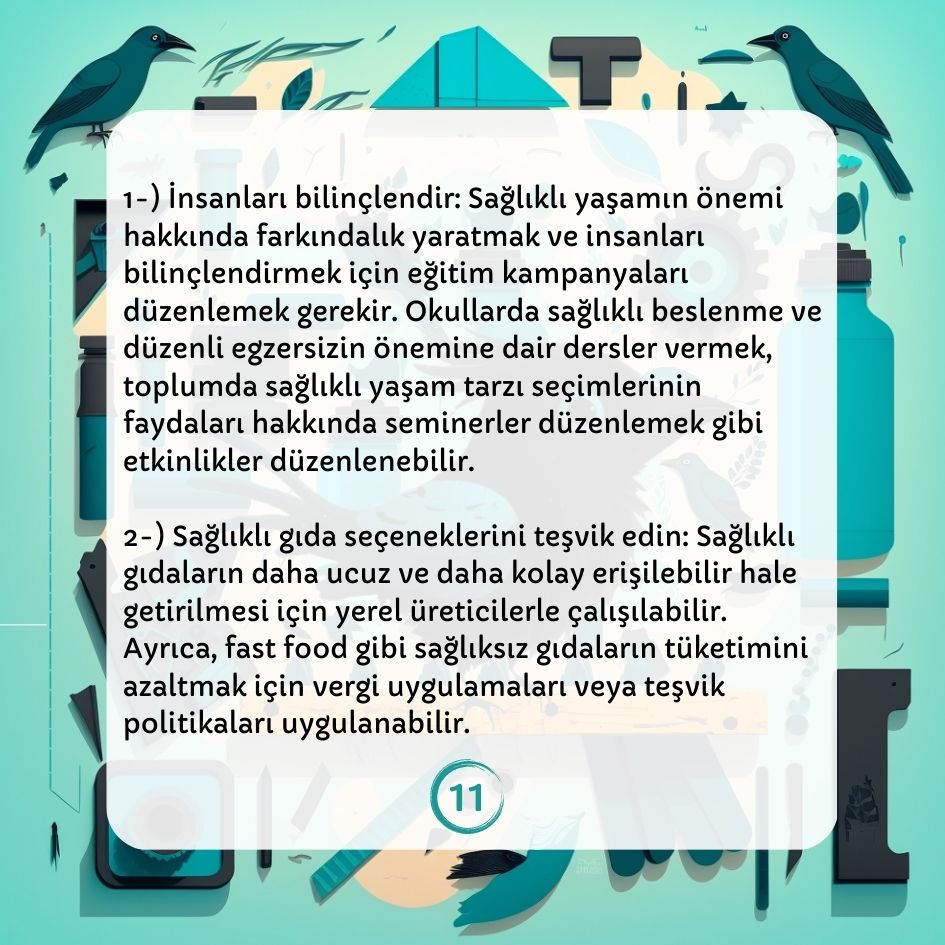 1-) İnsanları bilinçlendir: Sağlıklı yaşamın önemi
hakkında farkındalık yaratmak ve insanları
bilinçlendirmek için eğitim kampanyaları
düzenlemek gerekir. Okullarda sağlıklı beslenme ve
düzenli egzersizin önemine dair dersler vermek,
toplumda sağlıklı yaşam tarzı seçimlerinin
faydaları hakkında seminerler düzenlemek gibi
etkinlikler düzenlenebilir.
2-) Sağlıklı gıda seçeneklerini teşvik edin: Sağlıklı
gıdaların daha ucuz ve daha kolay erişilebilir hale
getirilmesi için yerel üreticilerle çalışılabilir.
Ayrıca, fast food gibi sağlıksız gıdaların tüketimini
azaltmak için vergi uygulamaları veya teşvik
politikaları uygulanabilir.
11